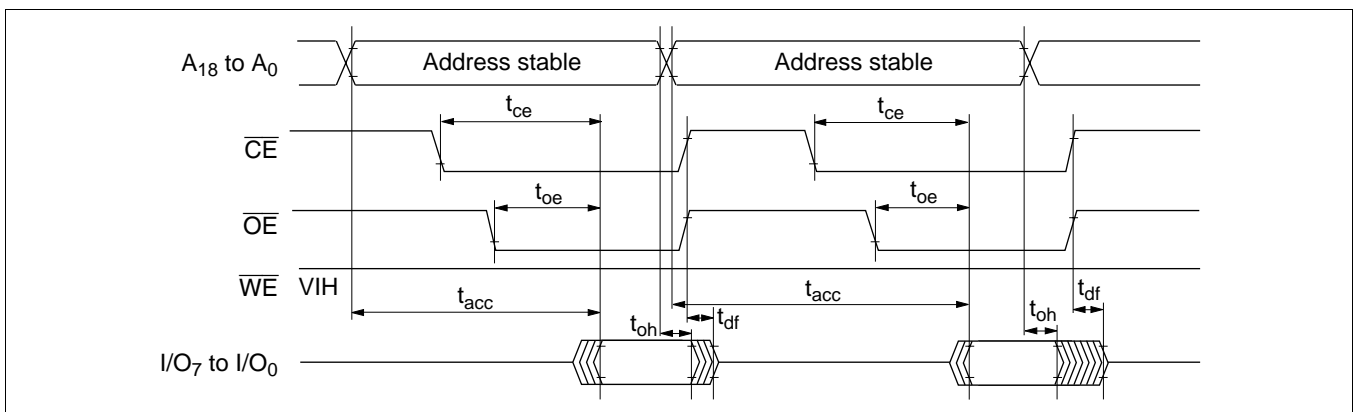 A18 to A0 Address stable Address stable
tce tce
CE
toe toe
OE
WE VIH
tacc tacc tdf
toh tdf toh
I/O7 to I/O0